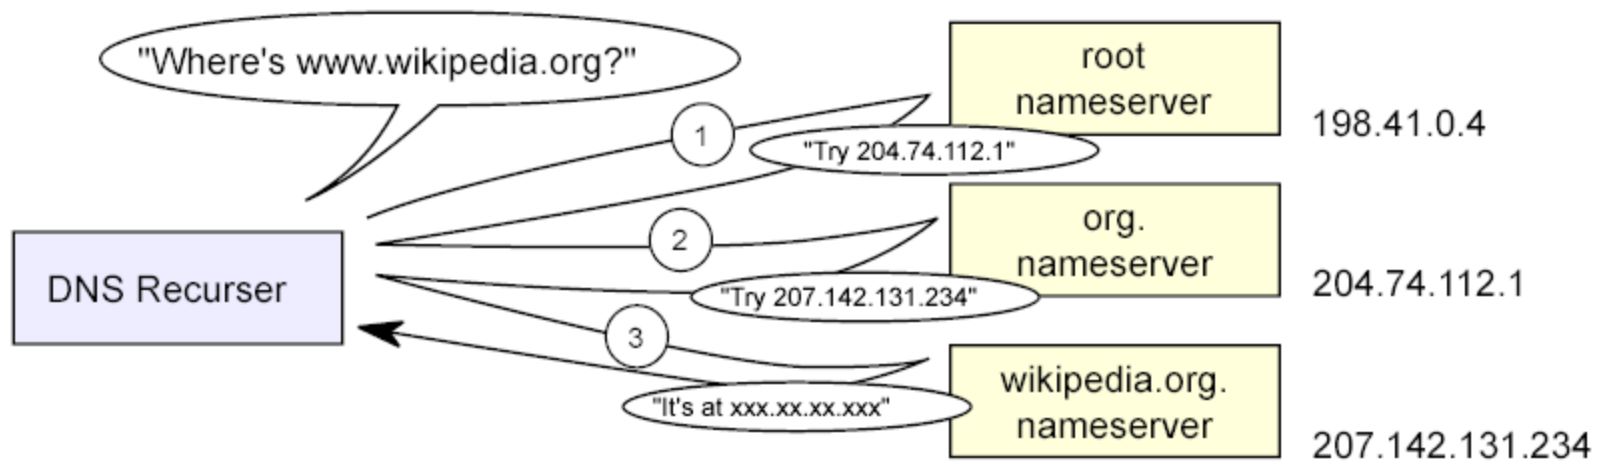 "Where's www.wikipedia.org?"
root
nameserver
198.41.0.4
1
"Try 204.74.112.1"
org.
nameserver
204.74.112.1
2
DNS Recurser
"Try 207.142.131.234"
3
wikipedia.org.
nameserver
207.142.131.234
"It's at xxx.xx.xx.xxx"